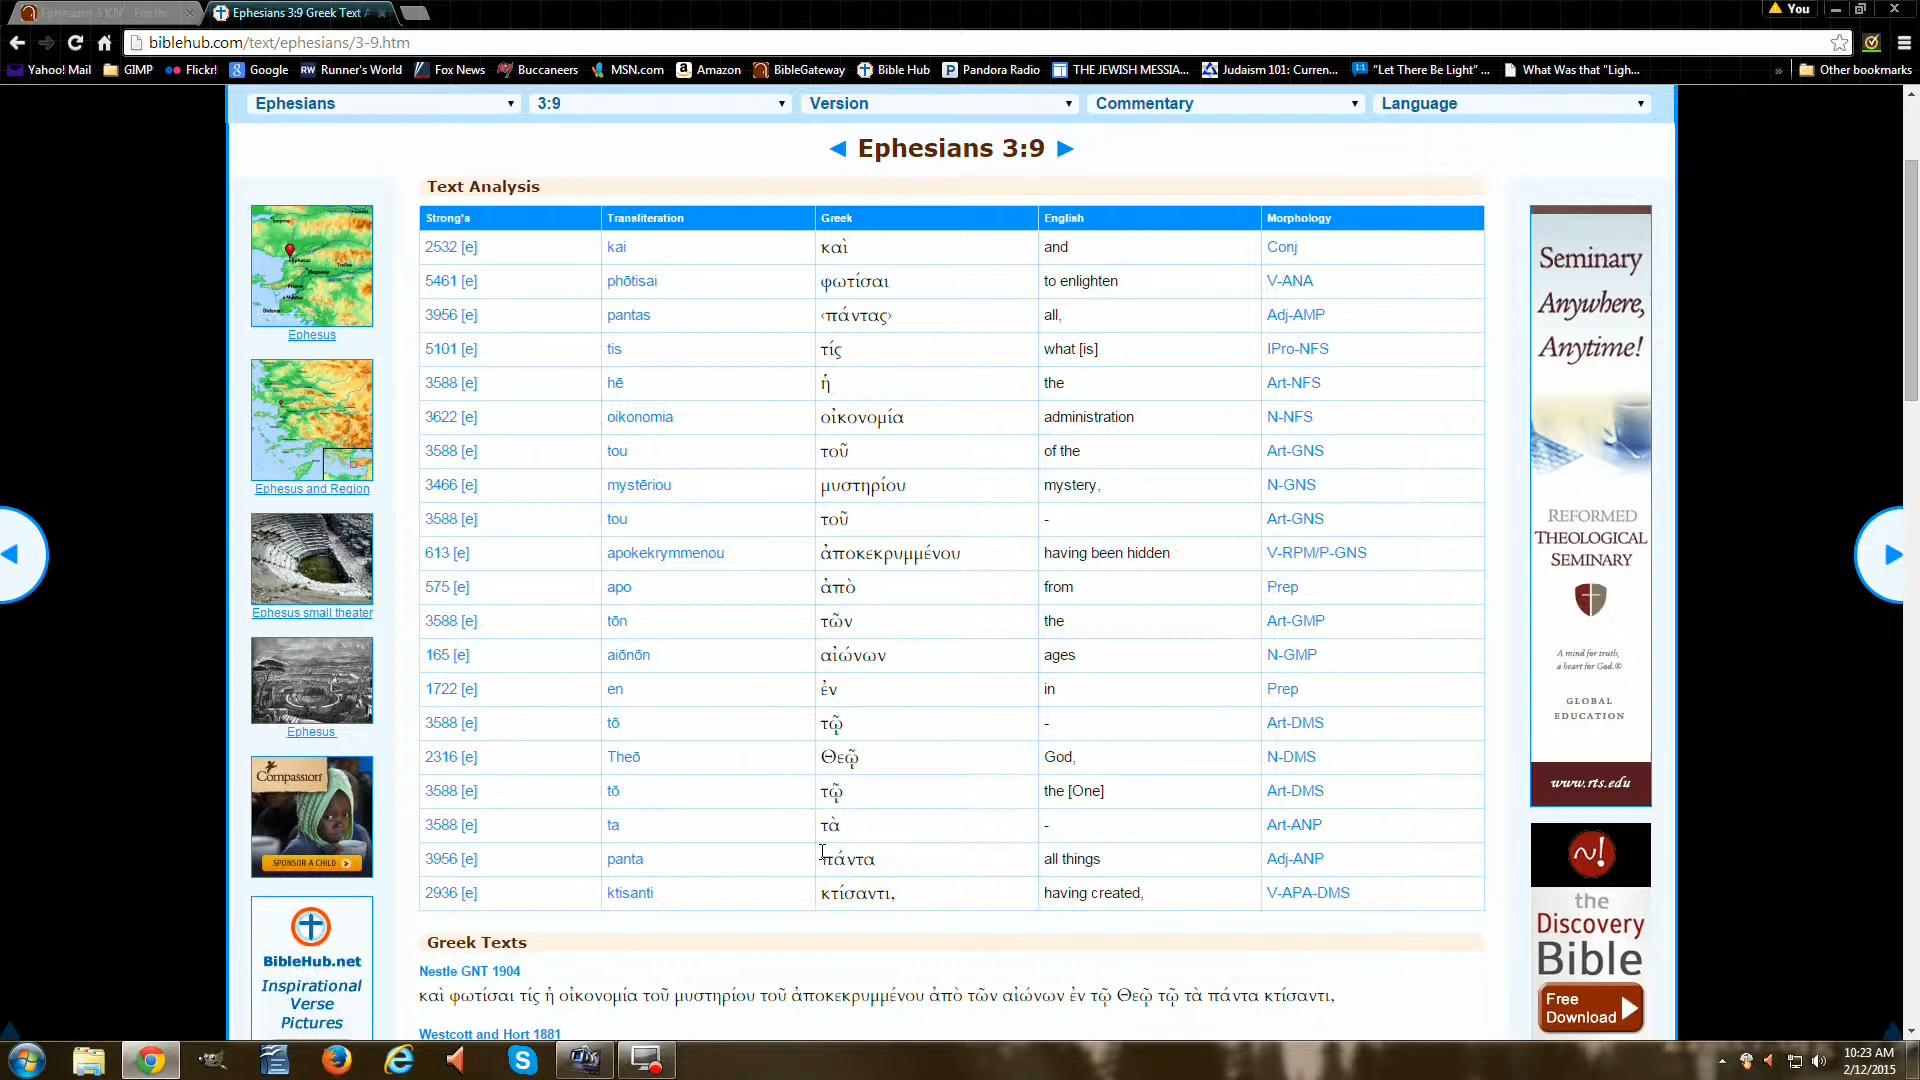 Ephesians 3:9 Greek Text A
You
biblehub.com/text/ephesians/3-9.htm
Yahoo! Mail GIMP Flickr! Google Runner's World Fox News Buccaneers MSN.com Amazon BibleGateway Bible Hub Pandora Radio THE JEWISH MESSIA... Judaism 101: Curren... "Let There Be Light" ... What Was that "Ligh... » Other bookmarks
Ephesians 3:9 Version Commentary Language
◄ Ephesians 3:9 ►
Text Analysis
Strong's Transliteration Greek English Morphology
2532 [e] kai καὶ and Conj
5461 [e] phōtisai φωτίσαι to enlighten V-ANA
3956 [e] pantas ‹πάντας› all, Adj-AMP
5101 [e] tis τίς what [is] IPro-NFS
3588 [e] hē ἡ the Art-NFS
3622 [e] oikonomia οἰκονομία administration N-NFS
3588 [e] tou τοῦ of the Art-GNS
3466 [e] mystēriou μυστηρίου mystery, N-GNS
3588 [e] tou τοῦ - Art-GNS
613 [e] apokekrymmenou ἀποκεκρυμμένου having been hidden V-RPM/P-GNS
575 [e] apo ἀπὸ from Prep
3588 [e] tōn τῶν the Art-GMP
165 [e] aiōnōn αἰώνων ages N-GMP
1722 [e] en ἐν in Prep
3588 [e] tō τῷ - Art-DMS
2316 [e] Theō Θεῷ God, N-DMS
3588 [e] tō τῷ the [One] Art-DMS
3588 [e] ta τὰ - Art-ANP
3956 [e] panta πάντα all things Adj-ANP
2936 [e] ktisanti κτίσαντι, having created, V-APA-DMS
Greek Texts
Nestle GNT 1904
καὶ φωτίσαι τίς ἡ οἰκονομία τοῦ μυστηρίου τοῦ ἀποκεκρυμμένου ἀπὸ τῶν αἰώνων ἐν τῷ Θεῷ τῷ τὰ πάντα κτίσαντι,
Westcott and Hort 1881
Ephesus
Ephesus and Region
Ephesus small theater
Ephesus
Compassion
SPONSOR A CHILD
BibleHub.net
Inspirational
Verse
Pictures
Seminary
Anywhere,
Anytime!
REFORMED
THEOLOGICAL
SEMINARY
A mind for truth,
a heart for God.®
GLOBAL
EDUCATION
www.rts.edu
the
Discovery
Bible
Free
Download
10:23 AM
2/12/2015